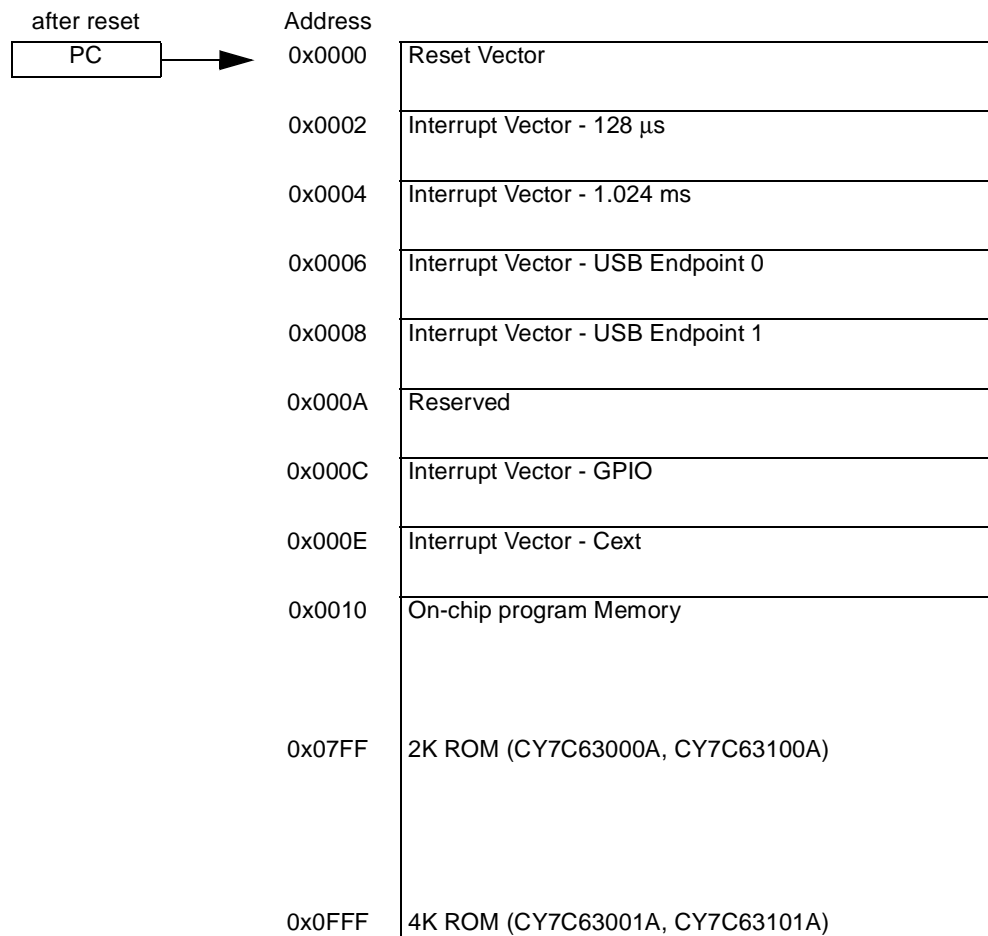 after reset Address
PC 0x0000 Reset Vector
0x0002 Interrupt Vector - 128 μs
0x0004 Interrupt Vector - 1.024 ms
0x0006 Interrupt Vector - USB Endpoint 0
0x0008 Interrupt Vector - USB Endpoint 1
0x000A Reserved
0x000C Interrupt Vector - GPIO
0x000E Interrupt Vector - Cext
0x0010 On-chip program Memory
0x07FF 2K ROM (CY7C63000A, CY7C63100A)
0x0FFF 4K ROM (CY7C63001A, CY7C63101A)